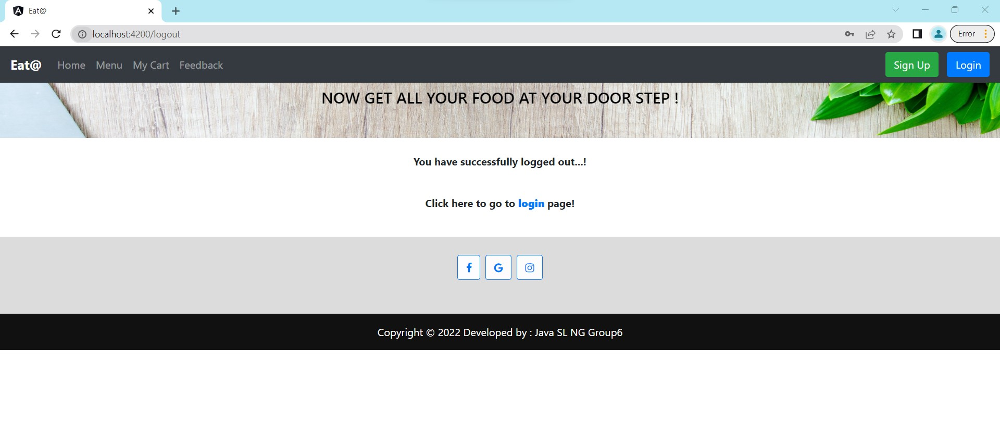 Eat@
localhost:4200/logout
Error
Eat@ Home Menu My Cart Feedback Sign Up Login
NOW GET ALL YOUR FOOD AT YOUR DOOR STEP !
You have successfully logged out...!
Click here to go to login page!
Copyright © 2022 Developed by : Java SL NG Group6